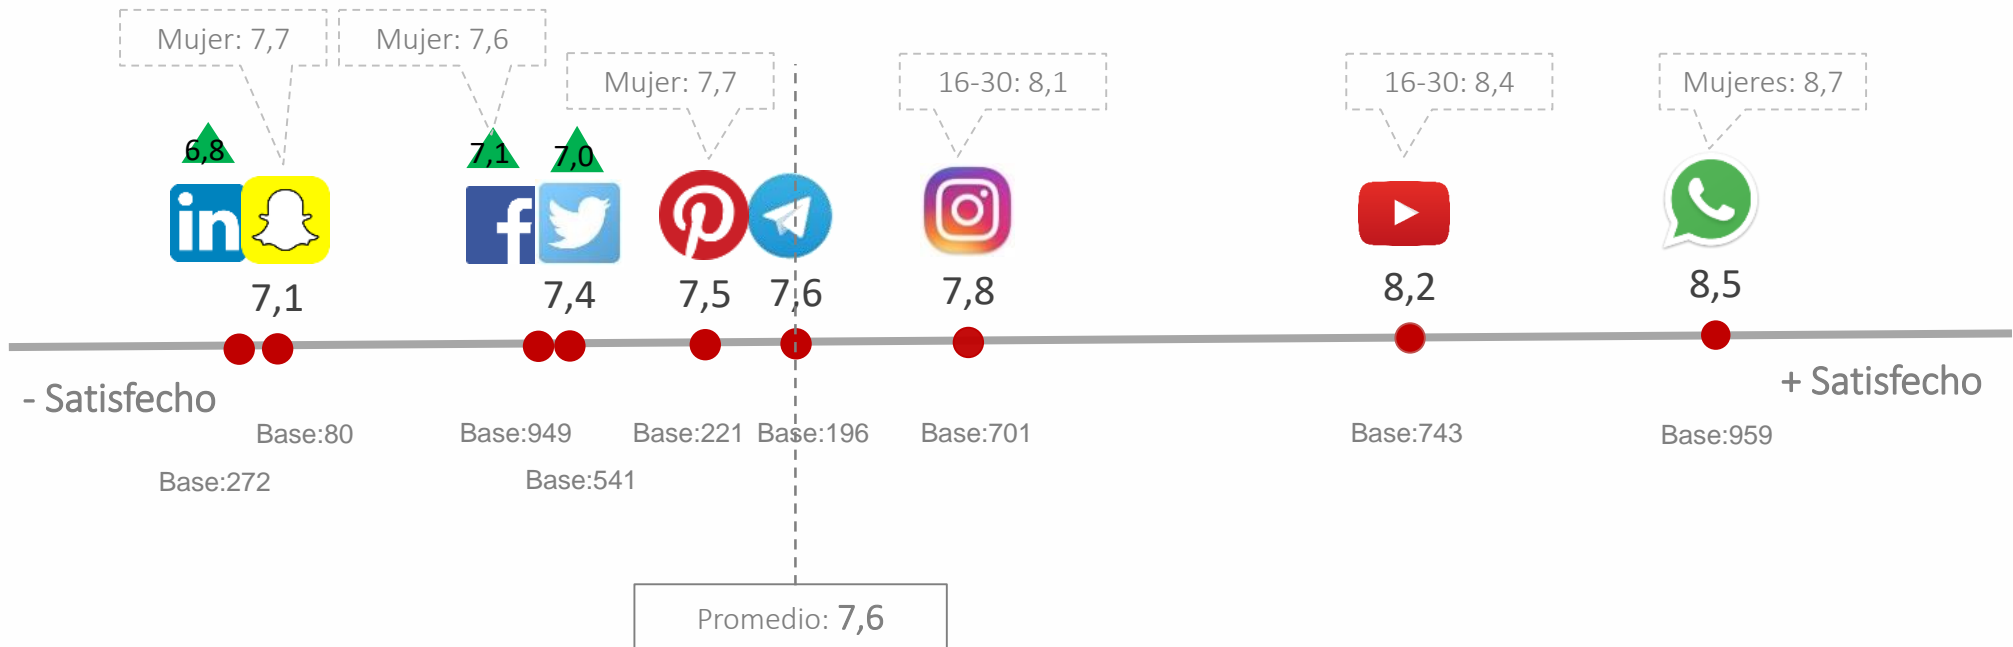 Mujer: 7,7
Mujer: 7,6
Mujer: 7,7
16-30: 8,1
16-30: 8,4
Mujeres: 8,7
6,8
7,1
7,0
in
f
7,1
7,4
7,5
7,6
7,8
8,2
8,5
- Satisfecho
+ Satisfecho
Base:80
Base:949
Base:221
Base:196
Base:701
Base:743
Base:959
Base:272
Base:541
Promedio: 7,6